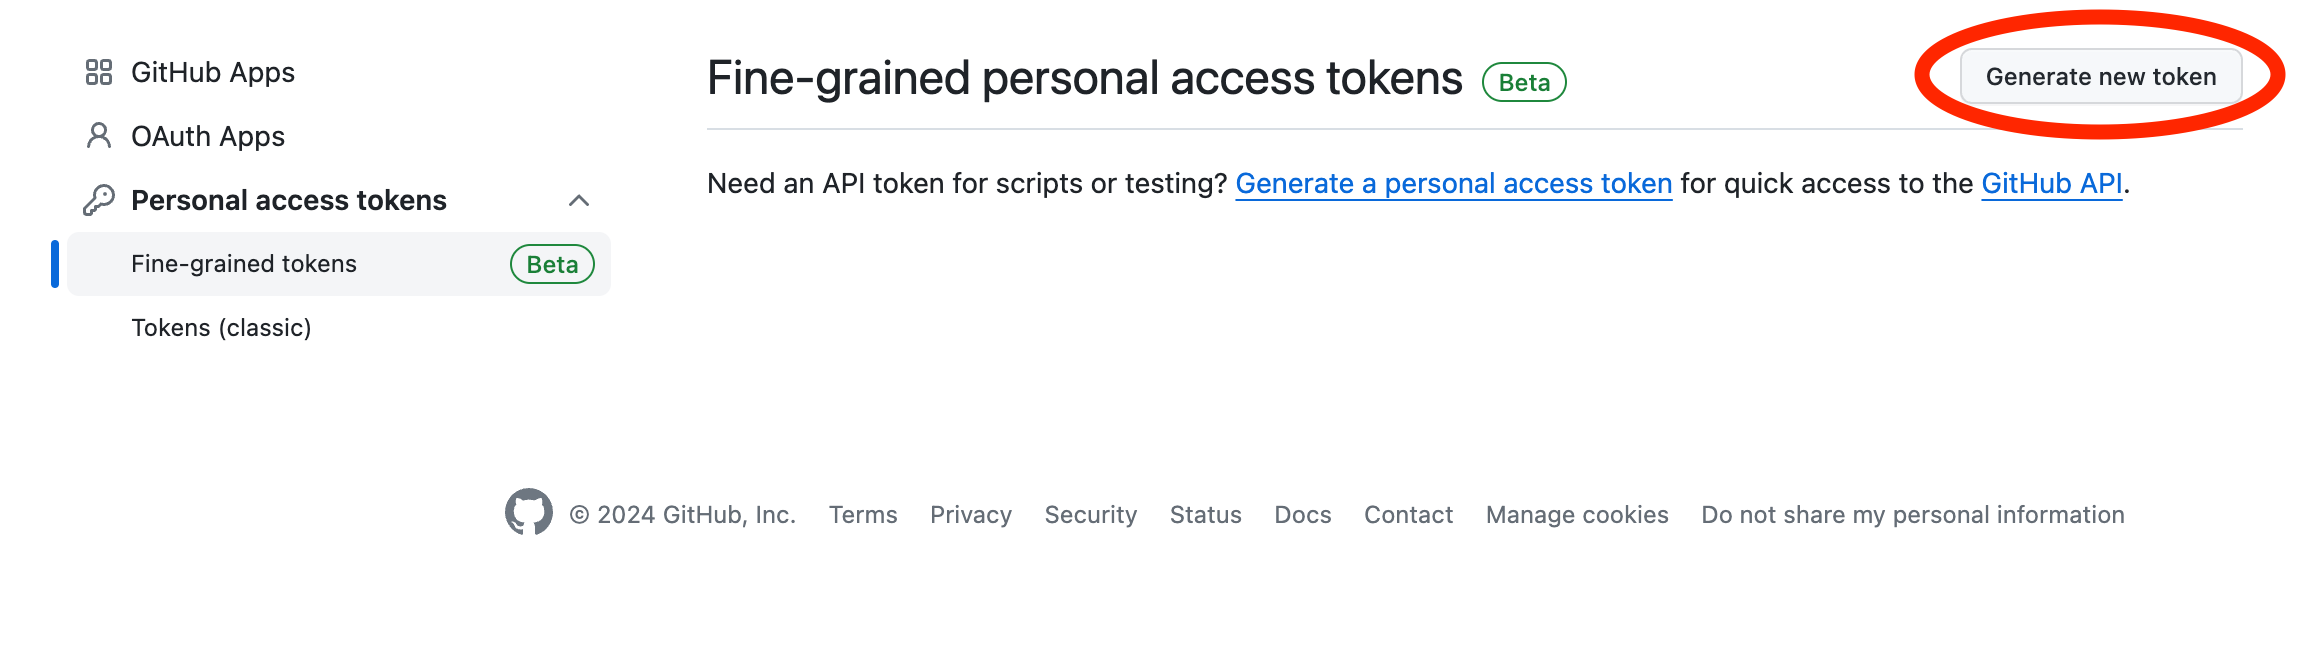 GitHub Apps
OAuth Apps
Personal access tokens
Fine-grained tokens Beta
Tokens (classic)
Fine-grained personal access tokens Beta
Generate new token
Need an API token for scripts or testing? Generate a personal access token for quick access to the GitHub API.
© 2024 GitHub, Inc. Terms Privacy Security Status Docs Contact Manage cookies Do not share my personal information